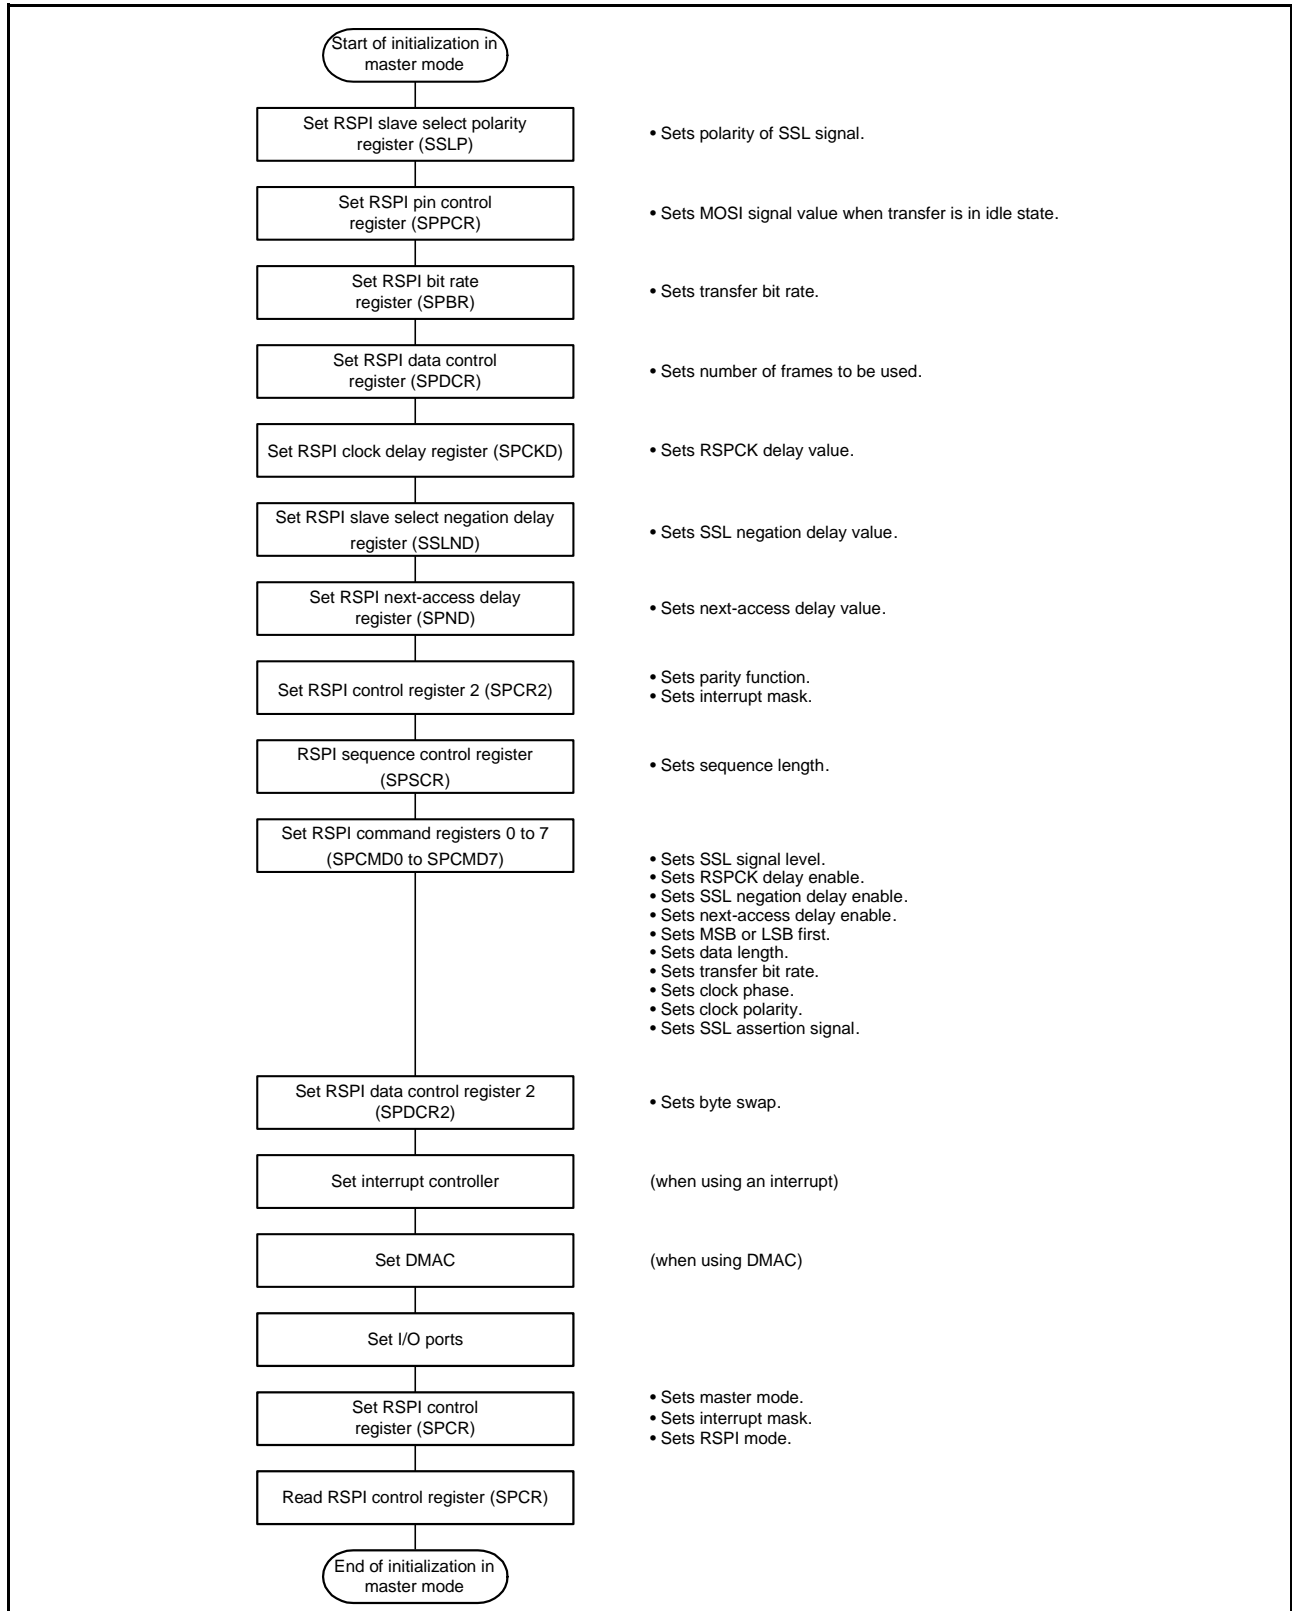 Start of initialization in
master mode
Set RSPI slave select polarity
register (SSLP)
• Sets polarity of SSL signal.
Set RSPI pin control
register (SPPCR)
• Sets MOSI signal value when transfer is in idle state.
Set RSPI bit rate
register (SPBR)
• Sets transfer bit rate.
Set RSPI data control
register (SPDCR)
• Sets number of frames to be used.
Set RSPI clock delay register (SPCKD)
• Sets RSPCK delay value.
Set RSPI slave select negation delay
register (SSLND)
• Sets SSL negation delay value.
Set RSPI next-access delay
register (SPND)
• Sets next-access delay value.
Set RSPI control register 2 (SPCR2)
• Sets parity function.
• Sets interrupt mask.
RSPI sequence control register
(SPSCR)
• Sets sequence length.
Set RSPI command registers 0 to 7
(SPCMD0 to SPCMD7)
• Sets SSL signal level.
• Sets RSPCK delay enable.
• Sets SSL negation delay enable.
• Sets next-access delay enable.
• Sets MSB or LSB first.
• Sets data length.
• Sets transfer bit rate.
• Sets clock phase.
• Sets clock polarity.
• Sets SSL assertion signal.
Set RSPI data control register 2
(SPDCR2)
• Sets byte swap.
Set interrupt controller
(when using an interrupt)
Set DMAC
(when using DMAC)
Set I/O ports
Set RSPI control
register (SPCR)
• Sets master mode.
• Sets interrupt mask.
• Sets RSPI mode.
Read RSPI control register (SPCR)
End of initialization in
master mode